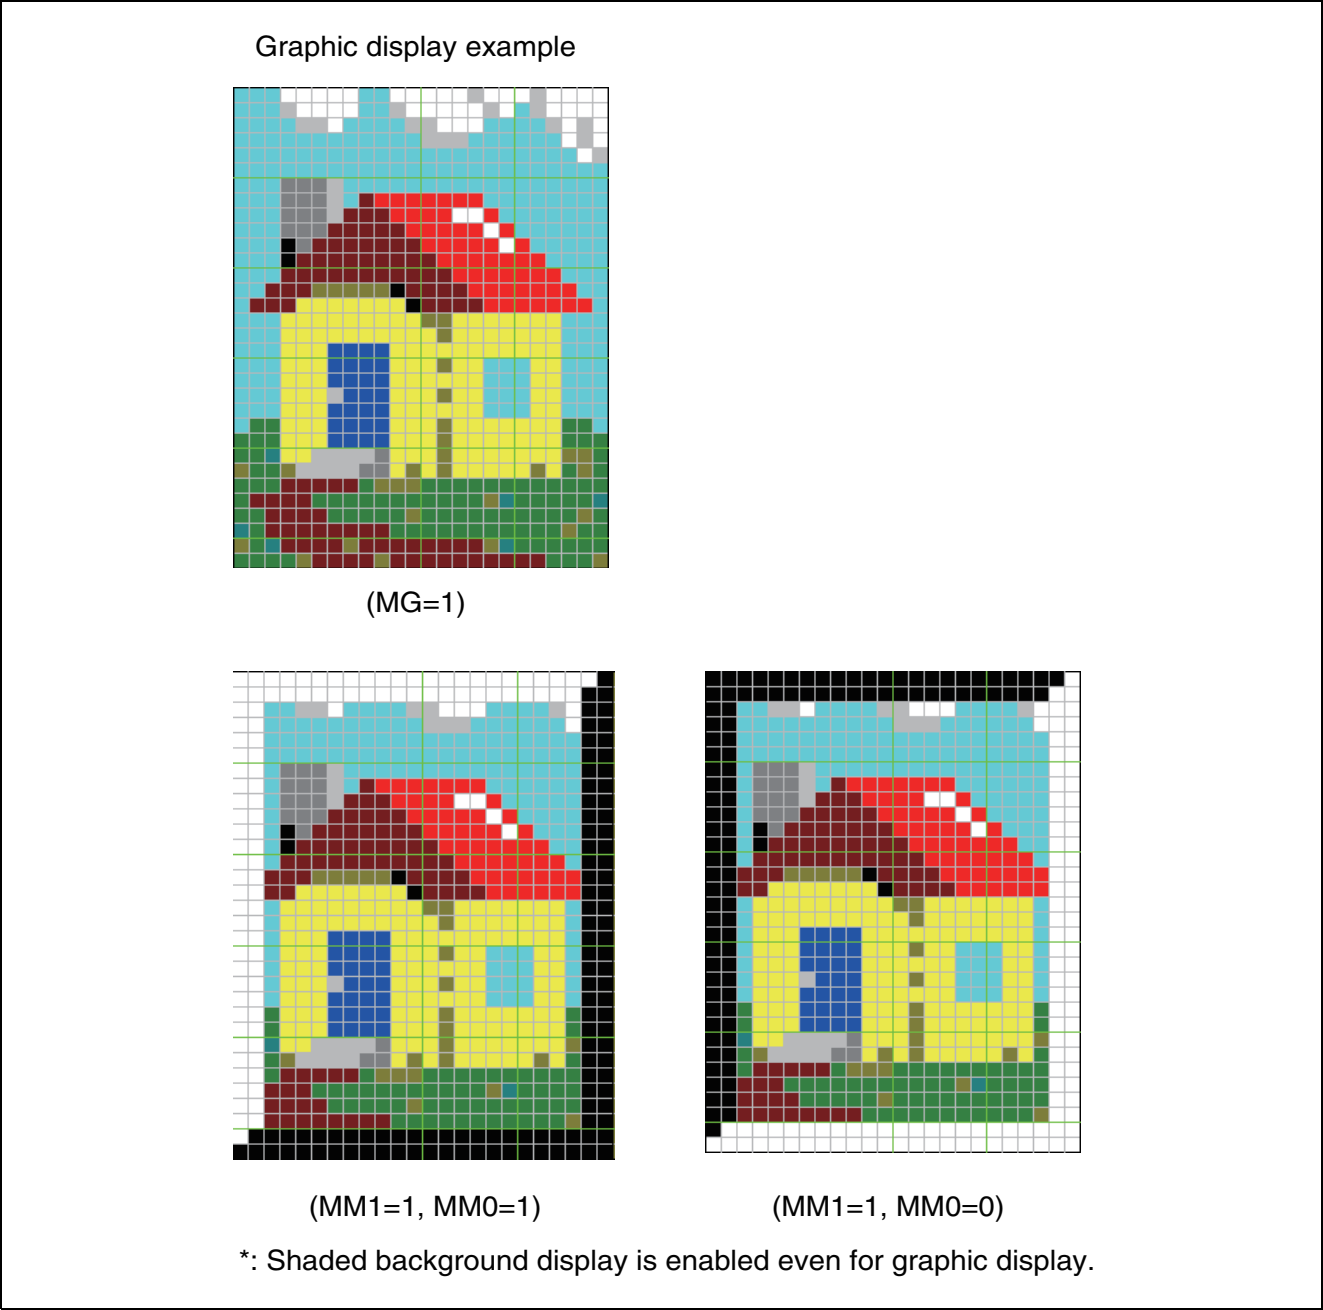 Graphic display example
(MG=1)
(MM1=1, MM0=1)
(MM1=1, MM0=0)
*: Shaded background display is enabled even for graphic display.